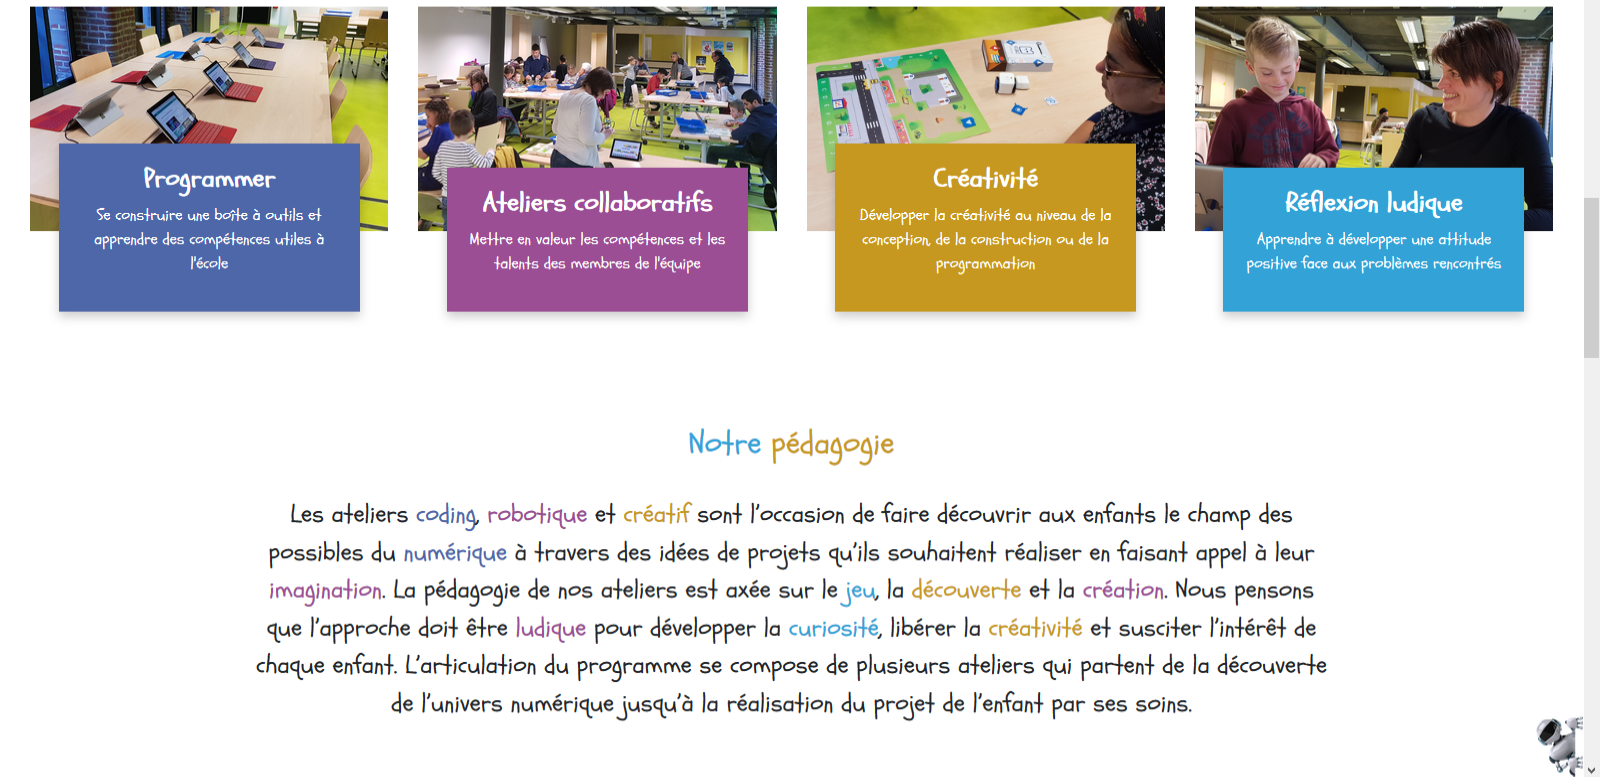 Programmer
Se construire une boîte à outils et
apprendre des compétences utiles à
l'école
Ateliers collaboratifs
Mettre en valeur les compétences et les
talents des membres de l'équipe
Créativité
Développer la créativité au niveau de la
conception, de la construction ou de la
programmation
Réflexion ludique
Apprendre à développer une attitude
positive face aux problèmes rencontrés
Notre pédagogie
Les ateliers coding, robotique et créatif sont l'occasion de faire découvrir aux enfants le champ des
possibles du numérique à travers des idées de projets qu'ils souhaitent réaliser en faisant appel à leur
imagination. La pédagogie de nos ateliers est axée sur le jeu, la découverte et la création. Nous pensons
que l'approche doit être ludique pour développer la curiosité, libérer la créativité et susciter l'intérêt de
chaque enfant. L'articulation du programme se compose de plusieurs ateliers qui partent de la découverte
de l'univers numérique jusqu'à la réalisation du projet de l'enfant par ses soins.